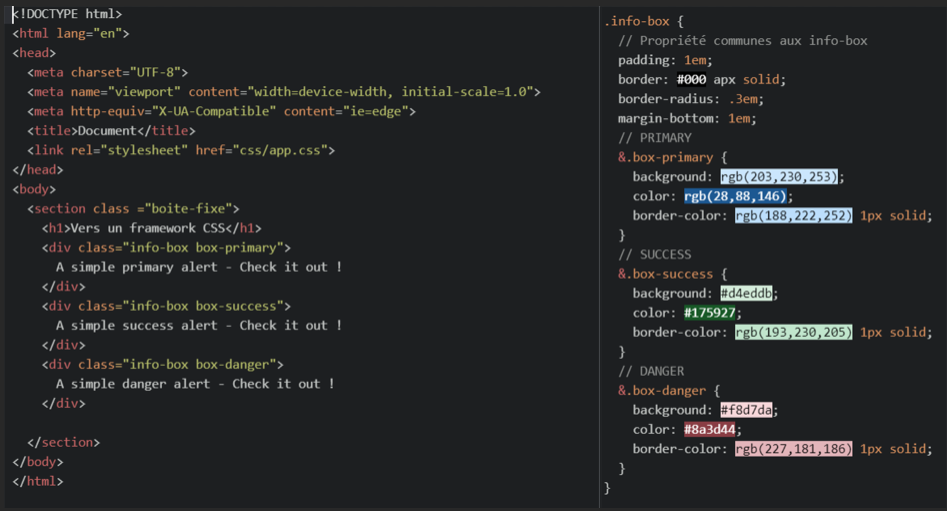 <!DOCTYPE html>
<html lang="en">
<head>
<meta charset="UTF-8">
<meta name="viewport" content="width=device-width, initial-scale=1.0">
<meta http-equiv="X-UA-Compatible" content="ie=edge">
<title>Document</title>
<link rel="stylesheet" href="css/app.css">
</head>
<body>
<section class ="boite-fixe">
<h1>Vers un framework CSS</h1>
<div class="info-box box-primary">
A simple primary alert - Check it out !
</div>
<div class="info-box box-success">
A simple success alert - Check it out !
</div>
<div class="info-box box-danger">
A simple danger alert - Check it out !
</div>
</section>
</body>
</html>
.info-box {
// Propriété communes aux info-box
padding: 1em;
border: #000 apx solid;
border-radius: .3em;
margin-bottom: 1em;
// PRIMARY
&.box-primary {
background: rgb(203,230,253);
color: rgb(28,88,146);
border-color: rgb(188,222,252) 1px solid;
}
// SUCCESS
&.box-success {
background: #d4eddb;
color: #175927;
border-color: rgb(193,230,205) 1px solid;
}
// DANGER
&.box-danger {
background: #f8d7da;
color: #8a3d44;
border-color: rgb(227,181,186) 1px solid;
}
}